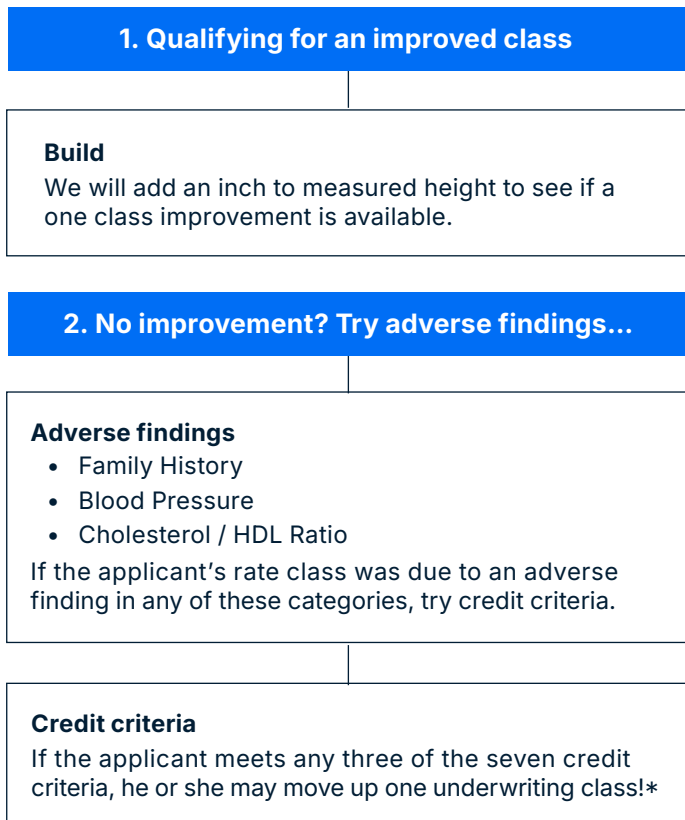 1. Qualifying for an improved class
Build
We will add an inch to measured height to see if a
one class improvement is available.
2. No improvement? Try adverse findings...
Adverse findings
• Family History
• Blood Pressure
• Cholesterol / HDL Ratio
If the applicant’s rate class was due to an adverse
finding in any of these categories, try credit criteria.
Credit criteria
If the applicant meets any three of the seven credit
criteria, he or she may move up one underwriting class!*